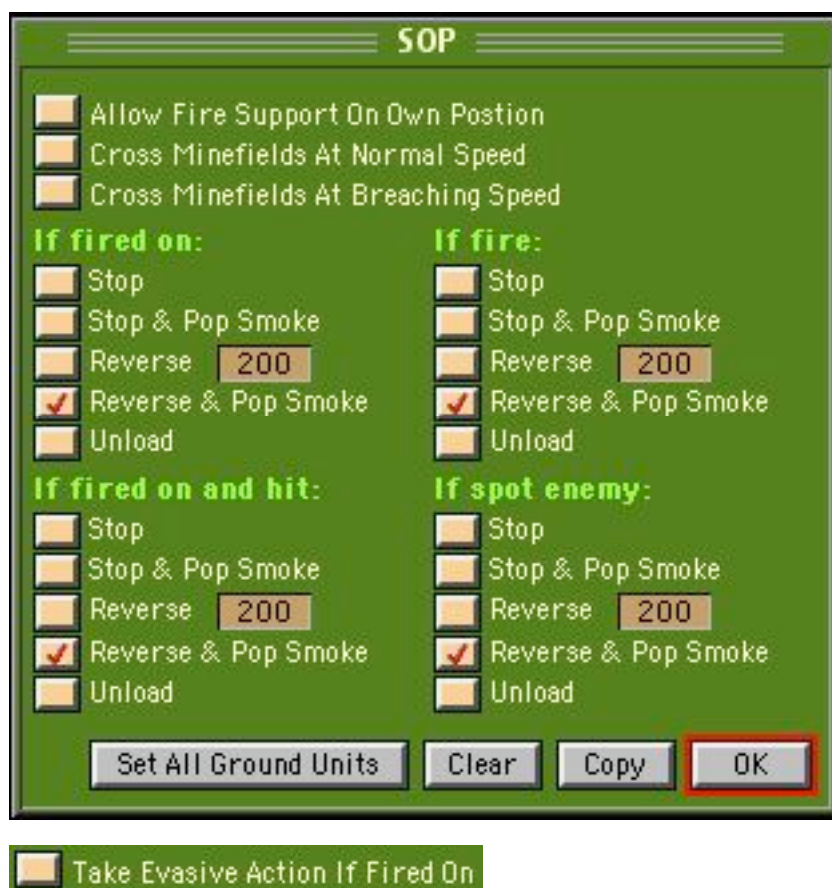 SOP
Allow Fire Support On Own Postion
Cross Minefields At Normal Speed
Cross Minefields At Breaching Speed
If fired on:
Stop
Stop & Pop Smoke
Reverse 200
Reverse & Pop Smoke
Unload
If fire:
Stop
Stop & Pop Smoke
Reverse 200
Reverse & Pop Smoke
Unload
If fired on and hit:
Stop
Stop & Pop Smoke
Reverse 200
Reverse & Pop Smoke
Unload
If spot enemy:
Stop
Stop & Pop Smoke
Reverse 200
Reverse & Pop Smoke
Unload
Set All Ground Units Clear Copy OK
Take Evasive Action If Fired On